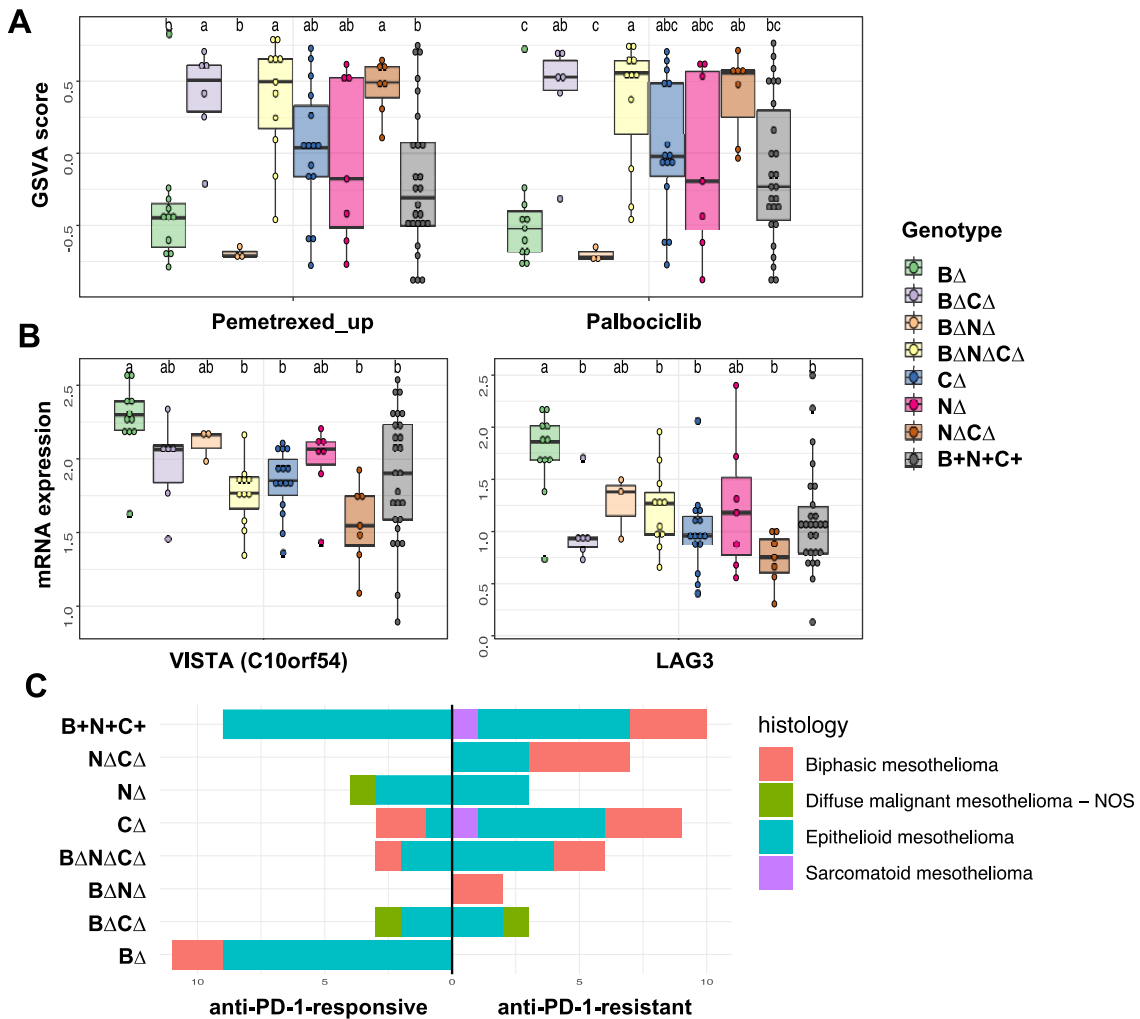 A
b a b a ab ab a b
c ab c a abc abc ab bc
GSVA score
0.5
0.0
-0.5
Pemetrexed_up
Palbociclib
Genotype
BΔ
BΔCΔ
BΔNΔ
BΔNΔCΔ
CΔ
NΔ
NΔCΔ
B+N+C+
B
a ab ab b b ab b b
a b ab b b ab b b
mRNA expression
2.5
2.0
1.5
1.0
2.5
2.0
1.5
1.0
0.5
0.0
VISTA (C10orf54)
LAG3
C
B+N+C+
NΔCΔ
NΔ
CΔ
BΔNΔCΔ
BΔNΔ
BΔCΔ
BΔ
10 5 0 5 10
anti-PD-1-responsive
anti-PD-1-resistant
histology
Biphasic mesothelioma
Diffuse malignant mesothelioma – NOS
Epithelioid mesothelioma
Sarcomatoid mesothelioma